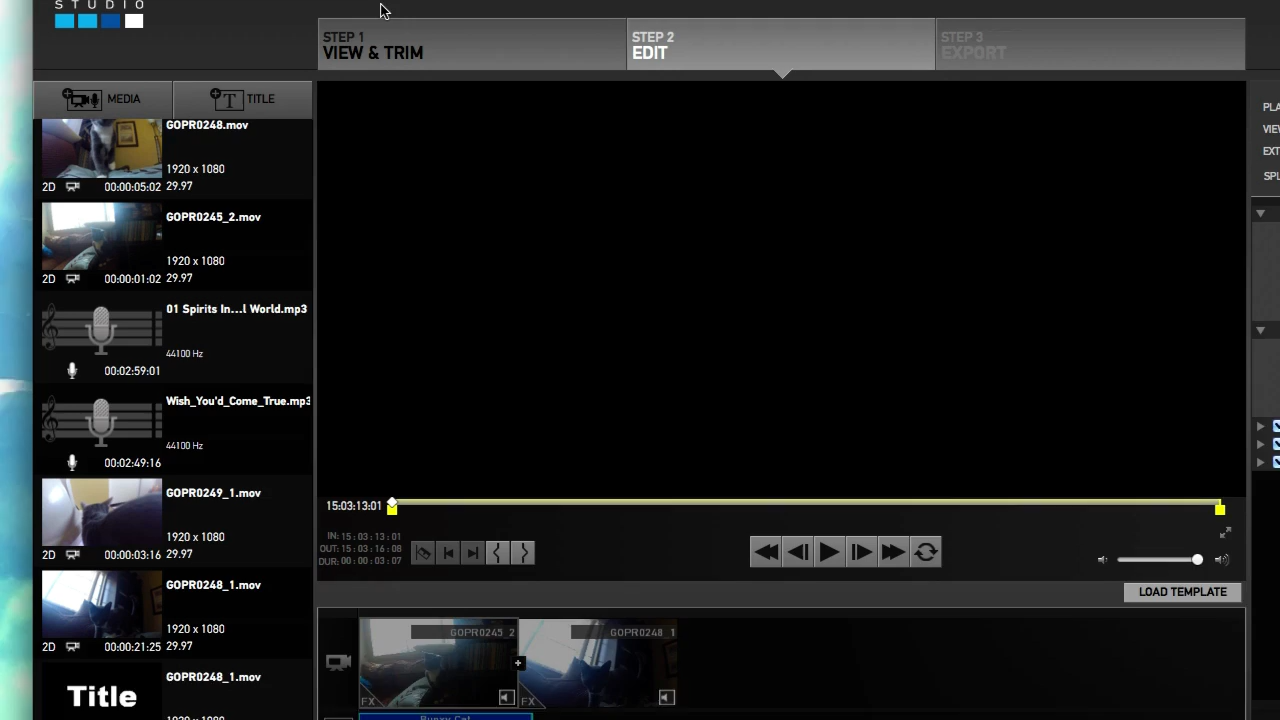 STUDIO
STEP 1
VIEW & TRIM
STEP 2
EDIT
STEP 3
EXPORT
MEDIA
TITLE
GOPR0248.mov
1920 x 1080
2D 00:00:05:02 29.97
GOPR0245_2.mov
1920 x 1080
2D 00:00:01:02 29.97
01 Spirits In...l World.mp3
44100 Hz
00:02:59:01
Wish_You'd_Come_True.mp3
44100 Hz
00:02:49:16
GOPR0249_1.mov
1920 x 1080
2D 00:00:03:16 29.97
GOPR0248_1.mov
1920 x 1080
2D 00:00:21:25 29.97
Title
GOPR0248_1.mov
PLA
VIEW
EXT
SPL
15:03:13:01
IN: 15:03:13:01
OUT: 15:03:16:08
DUR: 00:00:03:07
LOAD TEMPLATE
GOPR0245_2
GOPR0248_1
FX
FX